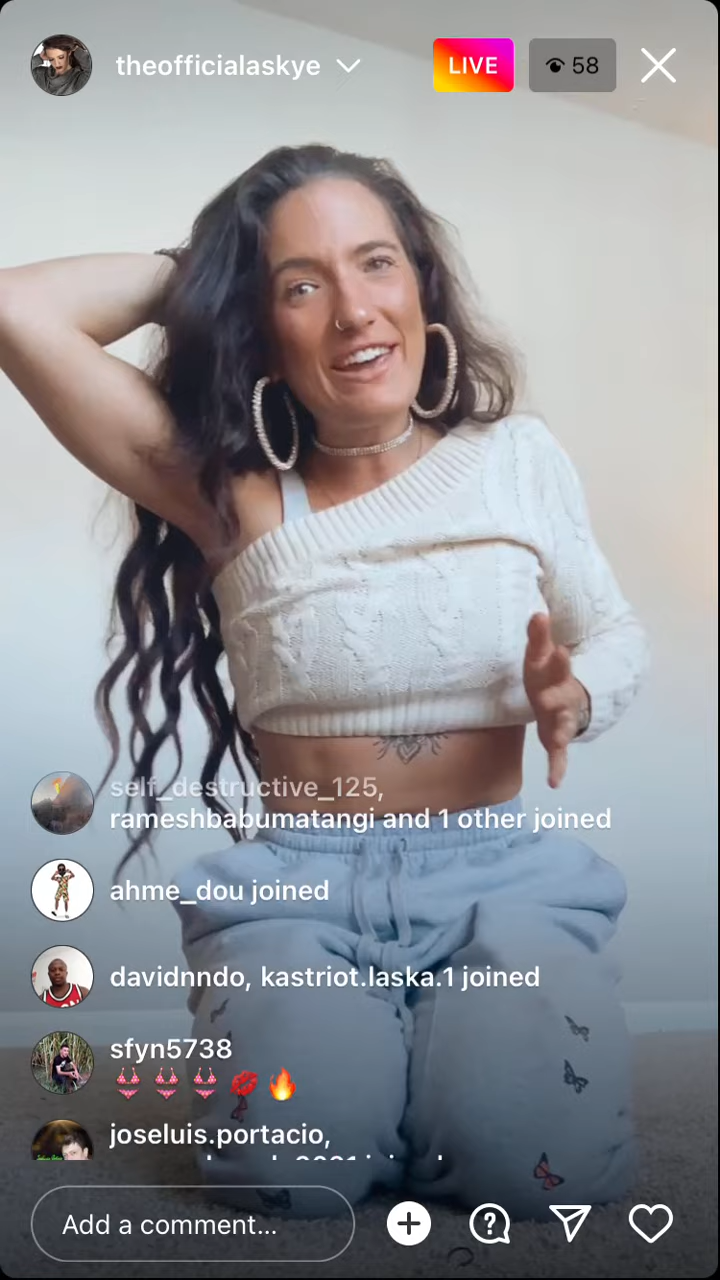 theofficialaskye
LIVE
58
self_destructive_125,
rameshbabumatangi and 1 other joined
ahme_dou joined
davidnndo, kastriot.laska.1 joined
sfyn5738
👙 👙 👙 💋 🔥
joseluis.portacio,
Add a comment...